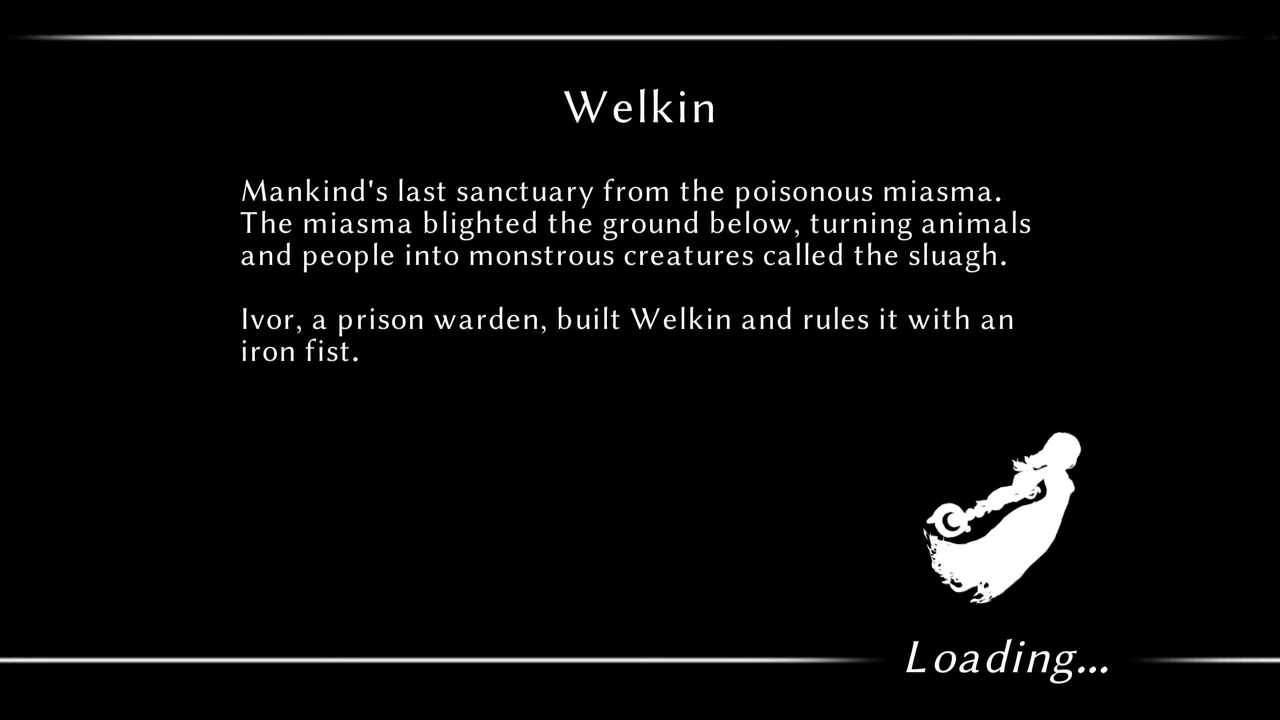 Welkin
Mankind's last sanctuary from the poisonous miasma.
The miasma blighted the ground below, turning animals
and people into monstrous creatures called the sluagh.
Ivor, a prison warden, built Welkin and rules it with an
iron fist.
Loading...